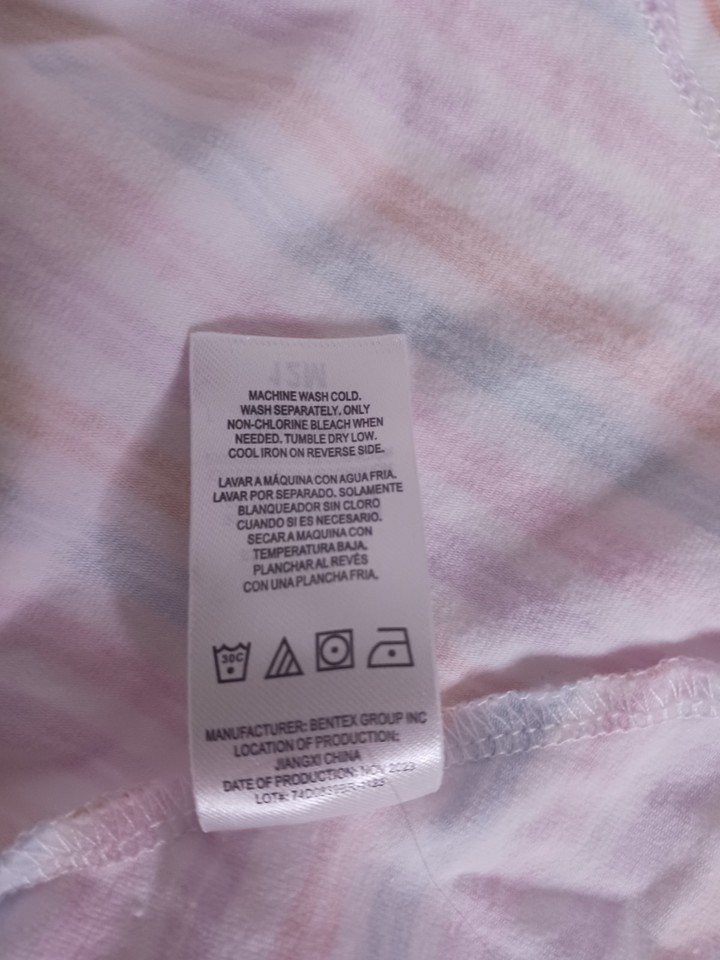 MACHINE WASH COLD.
WASH SEPARATELY. ONLY
NON-CHLORINE BLEACH WHEN
NEEDED. TUMBLE DRY LOW.
COOL IRON ON REVERSE SIDE.
LAVAR A MÁQUINA CON AGUA FRIA.
LAVAR POR SEPARADO. SOLAMENTE
BLANQUEADOR SIN CLORO
CUANDO SI ES NECESARIO.
SECAR A MAQUINA CON
TEMPERATURA BAJA.
PLANCHAR AL REVÉS
CON UNA PLANCHA FRIA.
30C
MANUFACTURER: BENTEX GROUP INC
LOCATION OF PRODUCTION:
JIANGXI CHINA
DATE OF PRODUCTION: NOV 2023
LOT#: